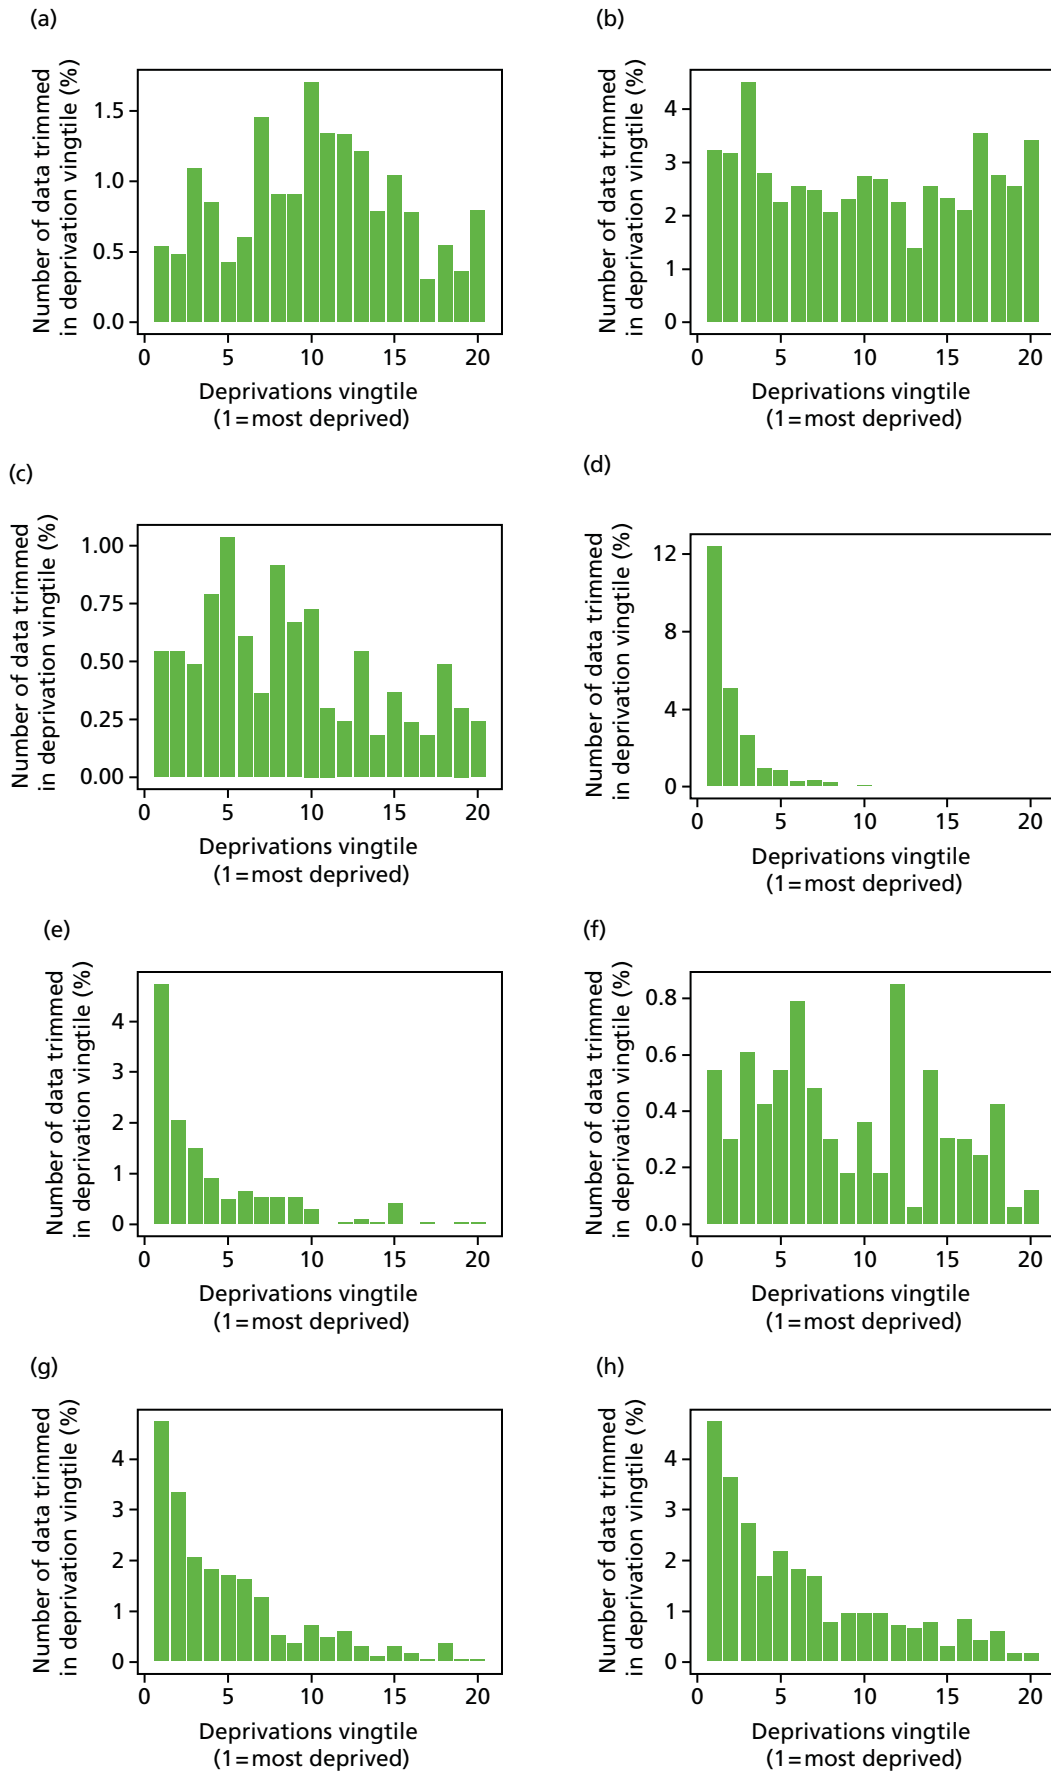 (a)
Number of data trimmed
in deprivation vingtile (%)
1.5
1.0
0.5
0.0
0 5 10 15 20
Deprivations vingtile
(1=most deprived)
(b)
Number of data trimmed
in deprivation vingtile (%)
4
3
2
1
0
0 5 10 15 20
Deprivations vingtile
(1=most deprived)
(c)
Number of data trimmed
in deprivation vingtile (%)
1.00
0.75
0.50
0.25
0.00
0 5 10 15 20
Deprivations vingtile
(1=most deprived)
(d)
Number of data trimmed
in deprivation vingtile (%)
12
8
4
0
0 5 10 15 20
Deprivations vingtile
(1=most deprived)
(e)
Number of data trimmed
in deprivation vingtile (%)
4
3
2
1
0
0 5 10 15 20
Deprivations vingtile
(1=most deprived)
(f)
Number of data trimmed
in deprivation vingtile (%)
0.8
0.6
0.4
0.2
0.0
0 5 10 15 20
Deprivations vingtile
(1=most deprived)
(g)
Number of data trimmed
in deprivation vingtile (%)
4
3
2
1
0
0 5 10 15 20
Deprivations vingtile
(1=most deprived)
(h)
Number of data trimmed
in deprivation vingtile (%)
4
3
2
1
0
0 5 10 15 20
Deprivations vingtile
(1=most deprived)